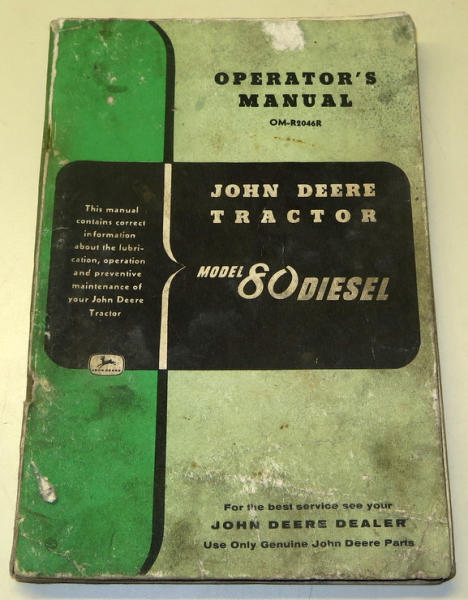 OPERATOR'S
MANUAL
OM-R2046R
JOHN DEERE
TRACTOR
MODEL 80 DIESEL
This manual
contains correct
information
about the lubri-
cation, operation
and preventive
maintenance of
your John Deere
Tractor
JOHN DEERE
For the best service see your
JOHN DEERE DEALER
Use Only Genuine John Deere Parts